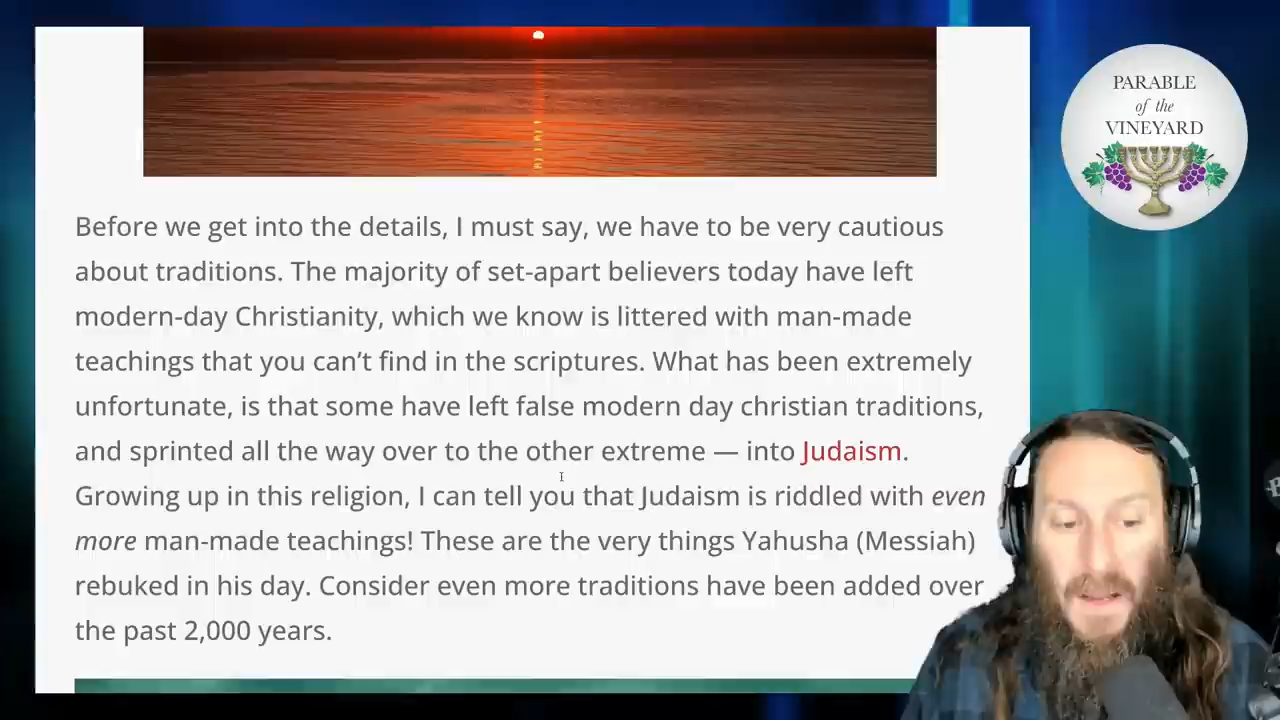 PARABLE
of the
VINEYARD
Before we get into the details, I must say, we have to be very cautious
about traditions. The majority of set-apart believers today have left
modern-day Christianity, which we know is littered with man-made
teachings that you can’t find in the scriptures. What has been extremely
unfortunate, is that some have left false modern day christian traditions,
and sprinted all the way over to the other extreme — into Judaism.
Growing up in this religion, I can tell you that Judaism is riddled with even
more man-made teachings! These are the very things Yahusha (Messiah)
rebuked in his day. Consider even more traditions have been added over
the past 2,000 years.